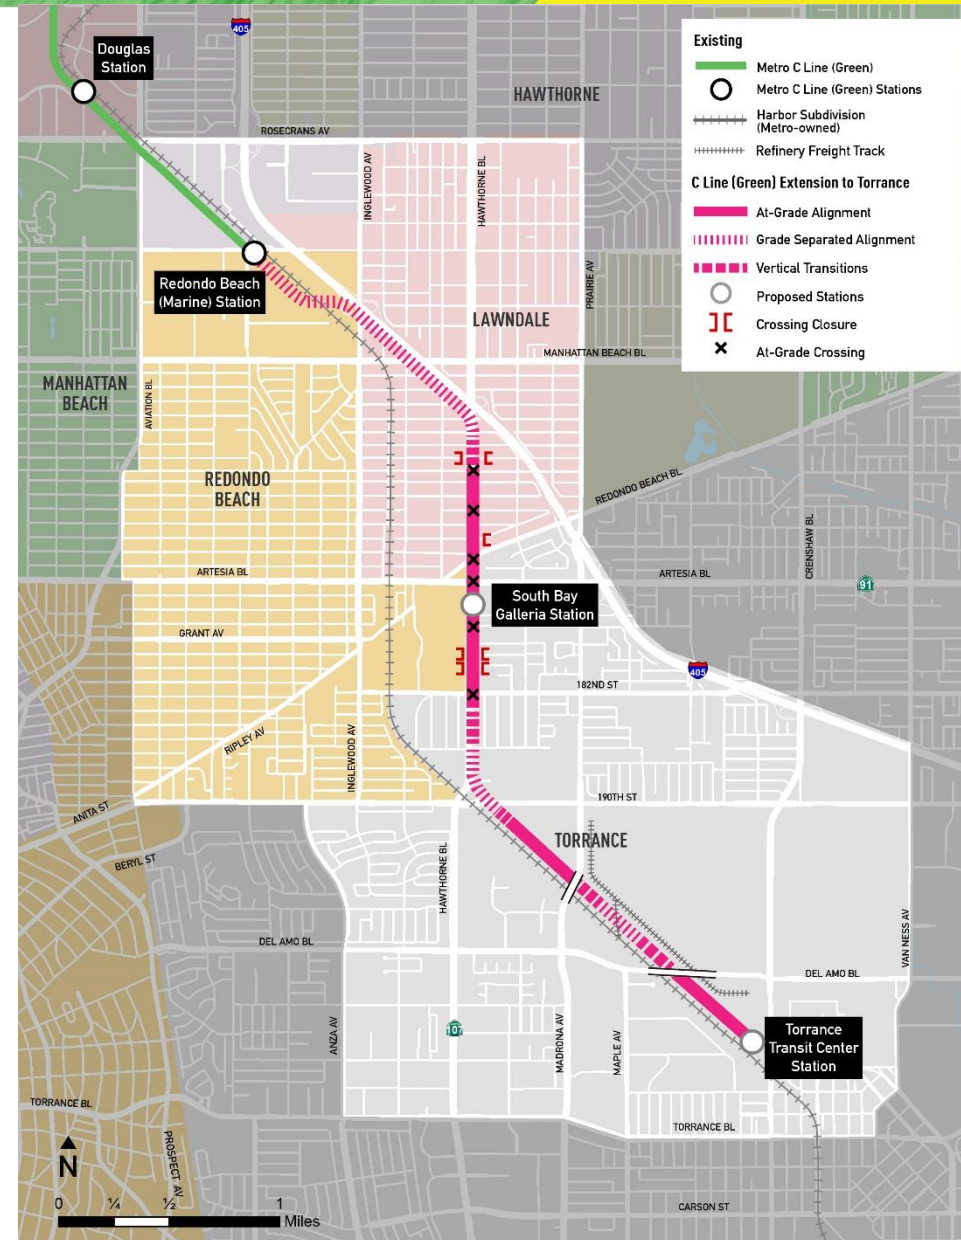 405
Douglas
Station
HAWTHORNE
ROSECRANS AV
INGLEWOOD AV
HAWTHORNE BL
PRAIRIE AV
Redondo Beach
(Marine) Station
LAWNDALE
MANHATTAN BEACH BL
MANHATTAN
BEACH
AVIATION BL
REDONDO
BEACH
REDONDO BEACH BL
CRENSHAW BL
ARTESIA BL
ARTESIA BL
91
South Bay
Galleria Station
GRANT AV
405
182ND ST
RIPLEY AV
INGLEWOOD AV
190TH ST
ANITA ST
TORRANCE
BERYL ST
HAWTHORNE BL
DEL AMO BL
DEL AMO BL
VAN NESS AV
ANZA AV
107
MADRONA AV
MAPLE AV
Torrance
Transit Center
Station
TORRANCE BL
TORRANCE BL
PROSPECT AV
CARSON ST
N
0 ¼ ½ 1
Miles
Existing
Metro C Line (Green)
Metro C Line (Green) Stations
Harbor Subdivision
(Metro-owned)
Refinery Freight Track
C Line (Green) Extension to Torrance
At-Grade Alignment
Grade Separated Alignment
Vertical Transitions
Proposed Stations
Crossing Closure
At-Grade Crossing